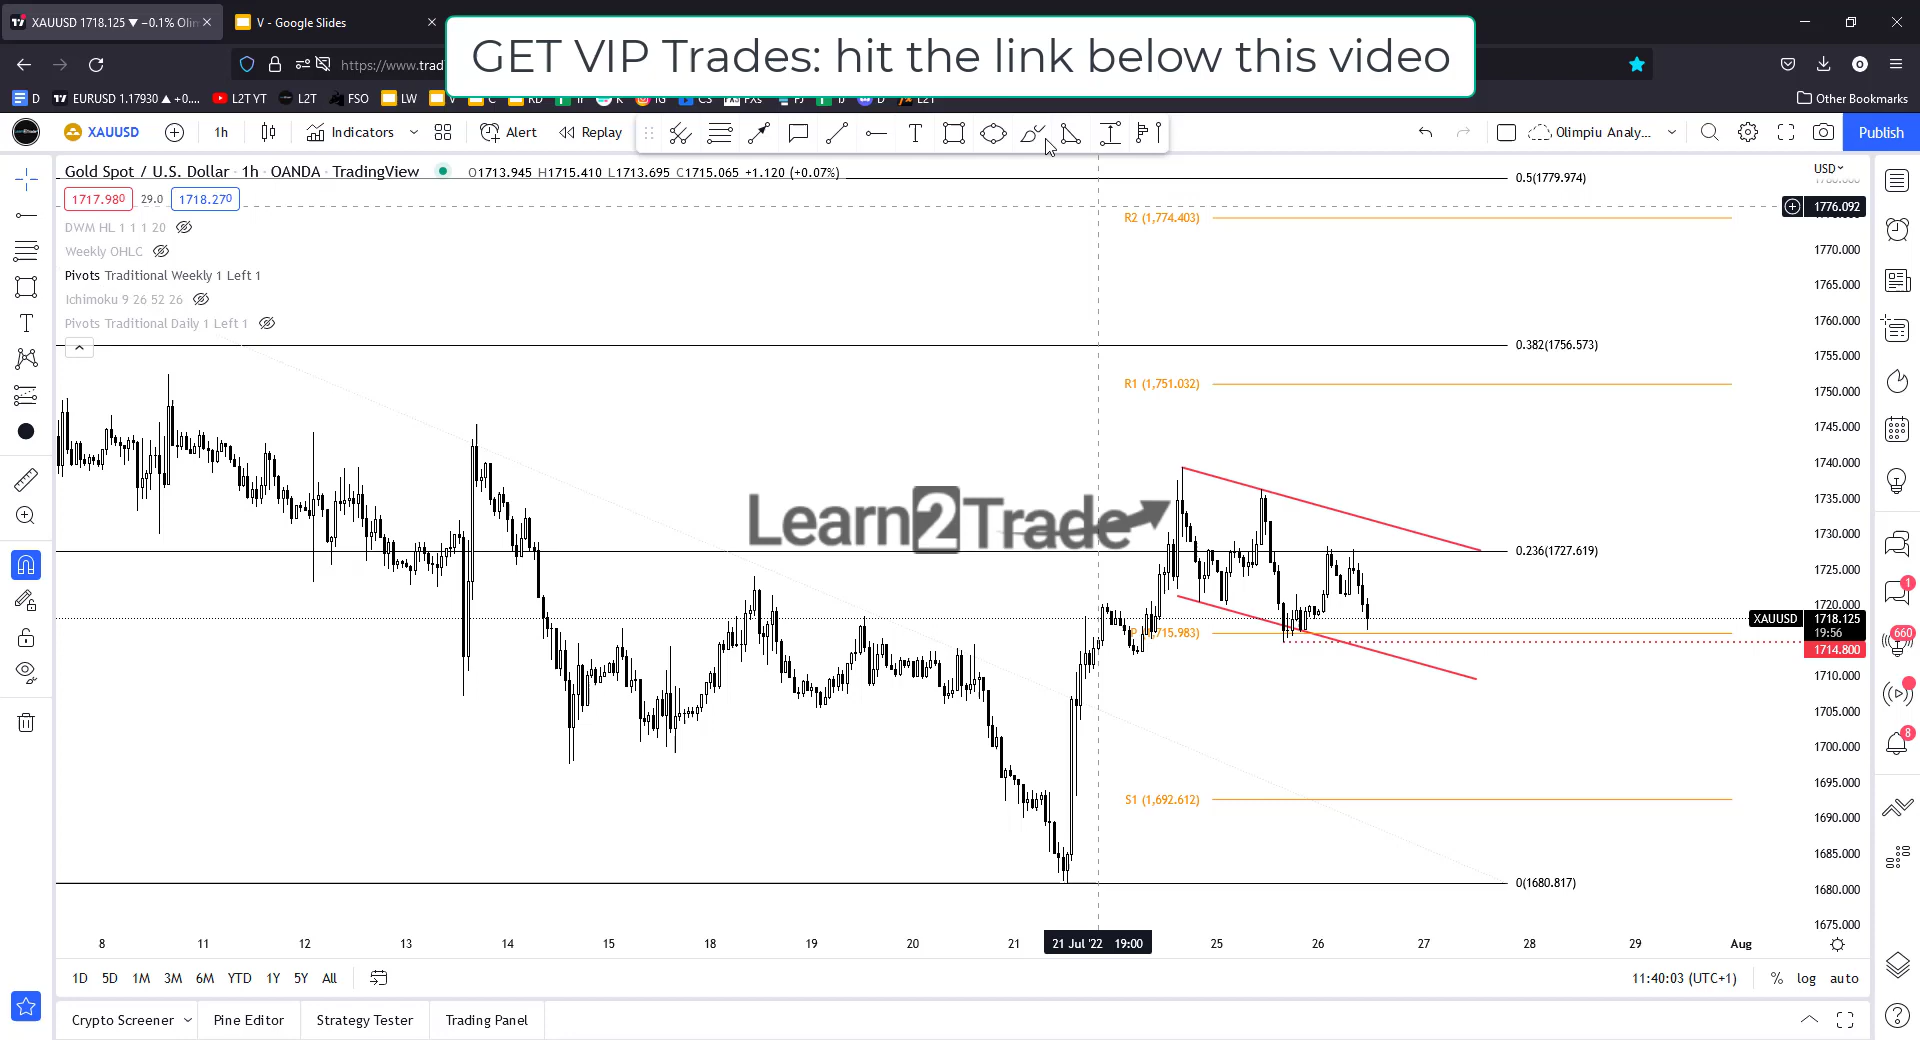 XAUUSD 1718.125 ▼ −0.1% Olim
V - Google Slides
GET VIP Trades: hit the link below this video
https://www.trad
D
EURUSD 1.17930 ▲ +0....
L2T YT
L2T
FSO
LW
Other Bookmarks
XAUUSD
1h
Indicators
Alert
Replay
Olimpiu Analy...
Publish
Gold Spot / U.S. Dollar · 1h · OANDA · TradingView
O1713.945 H1715.410 L1713.695 C1715.065 +1.120 (+0.07%)
USD
0.5(1779.974)
1717.980
29.0
1718.270
1776.092
R2 (1,774.403)
DWM HL 1 1 1 20
Weekly OHLC
1770.000
Pivots Traditional Weekly 1 Left 1
1765.000
Ichimoku 9 26 52 26
Pivots Traditional Daily 1 Left 1
1760.000
0.382(1756.573)
1755.000
R1 (1,751.032)
1750.000
1745.000
1740.000
1735.000
Learn2Trade
1730.000
0.236(1727.619)
1725.000
1720.000
XAUUSD
1718.125
19:56
P (1,715.983)
1714.800
1710.000
1705.000
1700.000
1695.000
S1 (1,692.612)
1690.000
1685.000
0(1680.817)
1680.000
1675.000
1
660
8
8 11 12 13 14 15 18 19 20 21 21 Jul '22 19:00 25 26 27 28 29 Aug
1D 5D 1M 3M 6M YTD 1Y 5Y All
11:40:03 (UTC+1)
%
log
auto
Crypto Screener
Pine Editor
Strategy Tester
Trading Panel